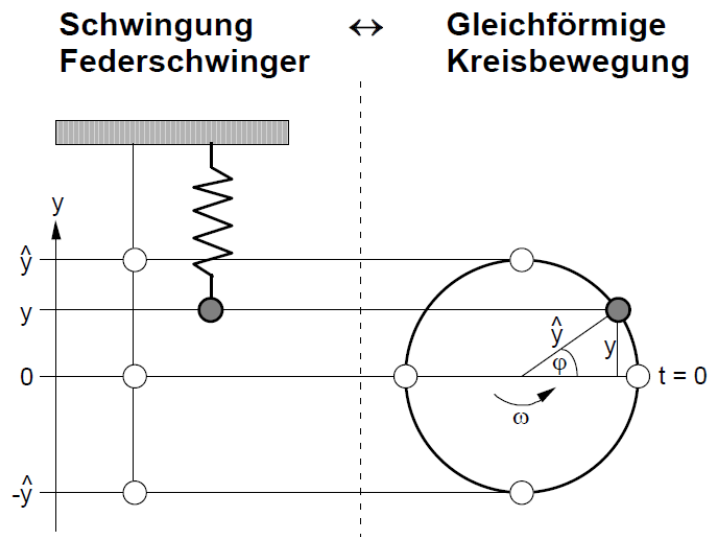 Schwingung ↔ Gleichförmige
Federschwinger Kreisbewegung
y
ŷ
y
ŷ
y
φ
0
t = 0
ω
-ŷ